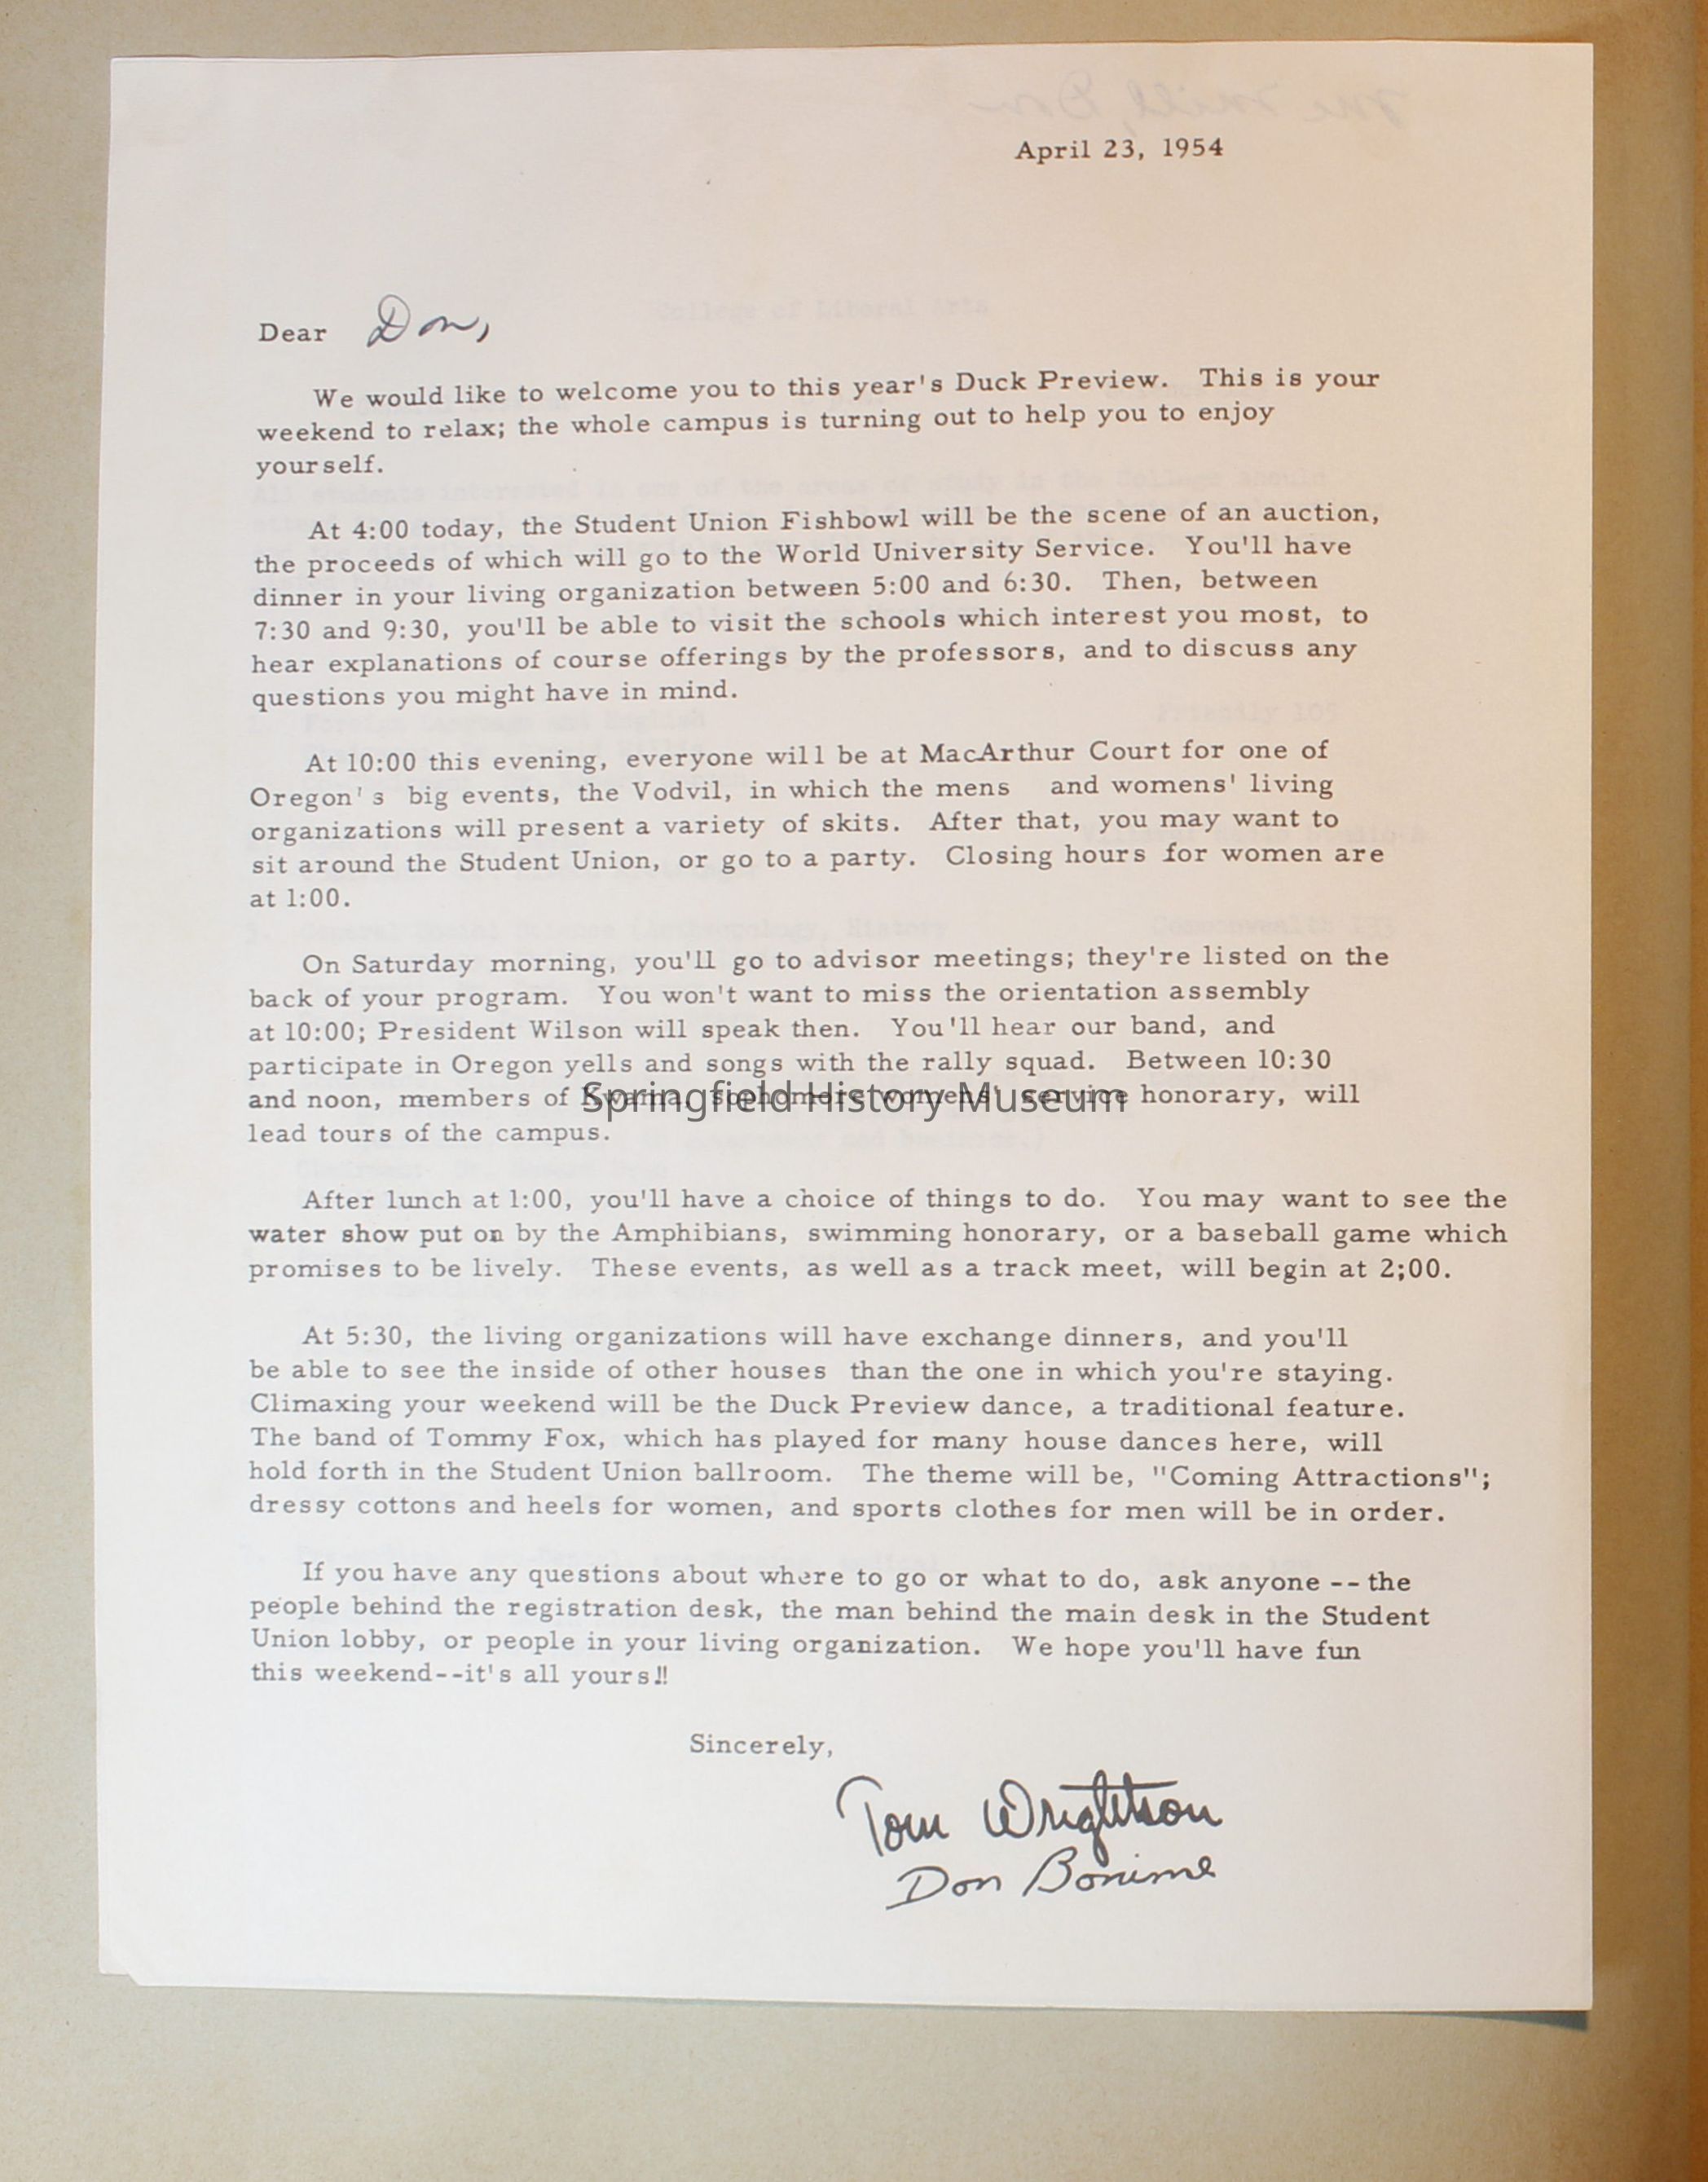 April 23, 1954
Dear Don,
We would like to welcome you to this year's Duck Preview. This is your
weekend to relax; the whole campus is turning out to help you to enjoy
yourself.
At 4:00 today, the Student Union Fishbowl will be the scene of an auction,
the proceeds of which will go to the World University Service. You'll have
dinner in your living organization between 5:00 and 6:30. Then, between
7:30 and 9:30, you'll be able to visit the schools which interest you most, to
hear explanations of course offerings by the professors, and to discuss any
questions you might have in mind.
At 10:00 this evening, everyone will be at MacArthur Court for one of
Oregon's big events, the Vodvil, in which the mens and womens' living
organizations will present a variety of skits. After that, you may want to
sit around the Student Union, or go to a party. Closing hours for women are
at 1:00.
On Saturday morning, you'll go to advisor meetings; they're listed on the
back of your program. You won't want to miss the orientation assembly
at 10:00; President Wilson will speak then. You'll hear our band, and
participate in Oregon yells and songs with the rally squad. Between 10:30
and noon, members of Kwama, sophomore womens' service honorary, will
Springfield History Museum
lead tours of the campus.
After lunch at 1:00, you'll have a choice of things to do. You may want to see the
water show put on by the Amphibians, swimming honorary, or a baseball game which
promises to be lively. These events, as well as a track meet, will begin at 2;00.
At 5:30, the living organizations will have exchange dinners, and you'll
be able to see the inside of other houses than the one in which you're staying.
Climaxing your weekend will be the Duck Preview dance, a traditional feature.
The band of Tommy Fox, which has played for many house dances here, will
hold forth in the Student Union ballroom. The theme will be, "Coming Attractions";
dressy cottons and heels for women, and sports clothes for men will be in order.
If you have any questions about where to go or what to do, ask anyone -- the
people behind the registration desk, the man behind the main desk in the Student
Union lobby, or people in your living organization. We hope you'll have fun
this weekend--it's all yours!!
Sincerely,
Tom Wrightson
Don Bonime